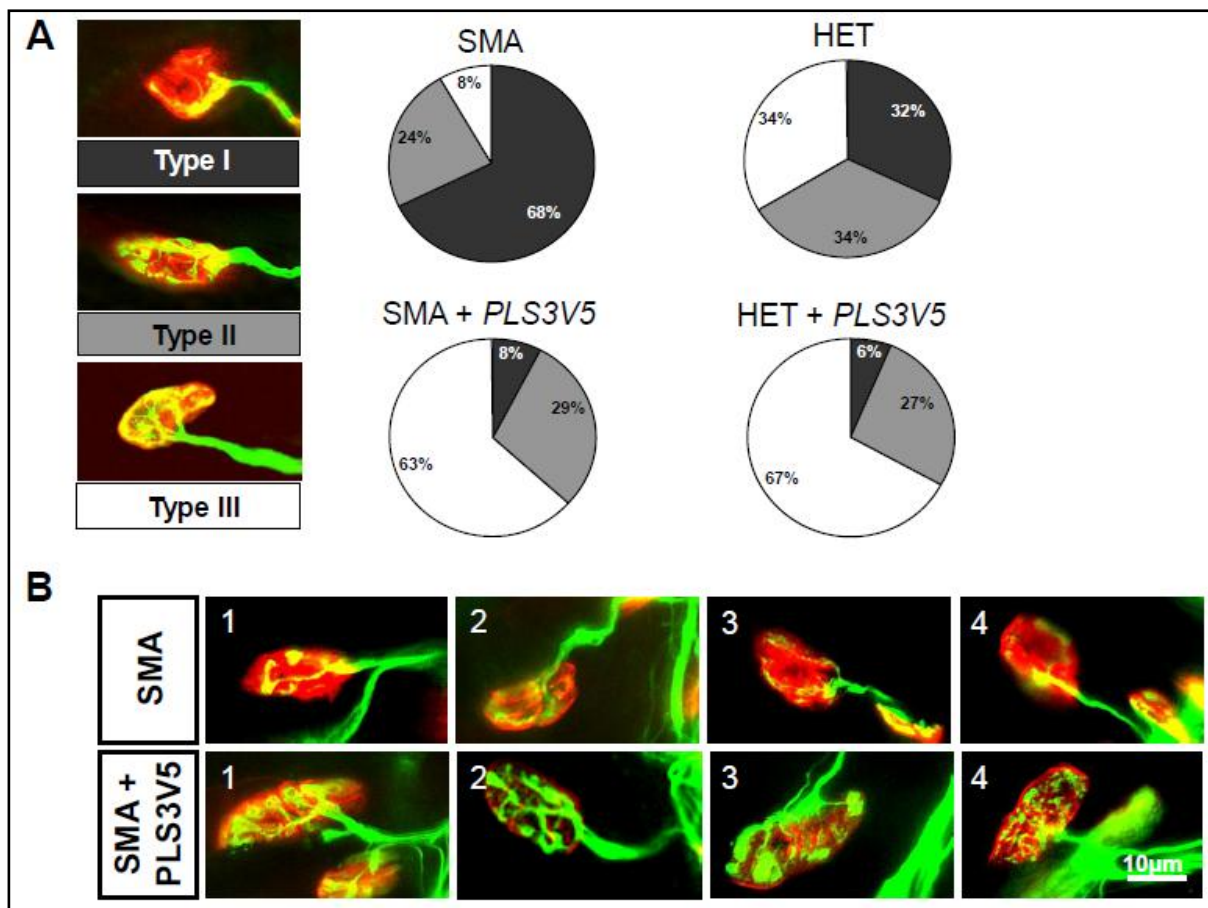 A
Type I
Type II
Type III
SMA
8%
24%
68%
HET
34%
32%
34%
SMA + PLS3V5
8%
29%
63%
HET + PLS3V5
6%
27%
67%
B
SMA
1
2
3
4
SMA +
PLS3V5
1
2
3
4
10µm